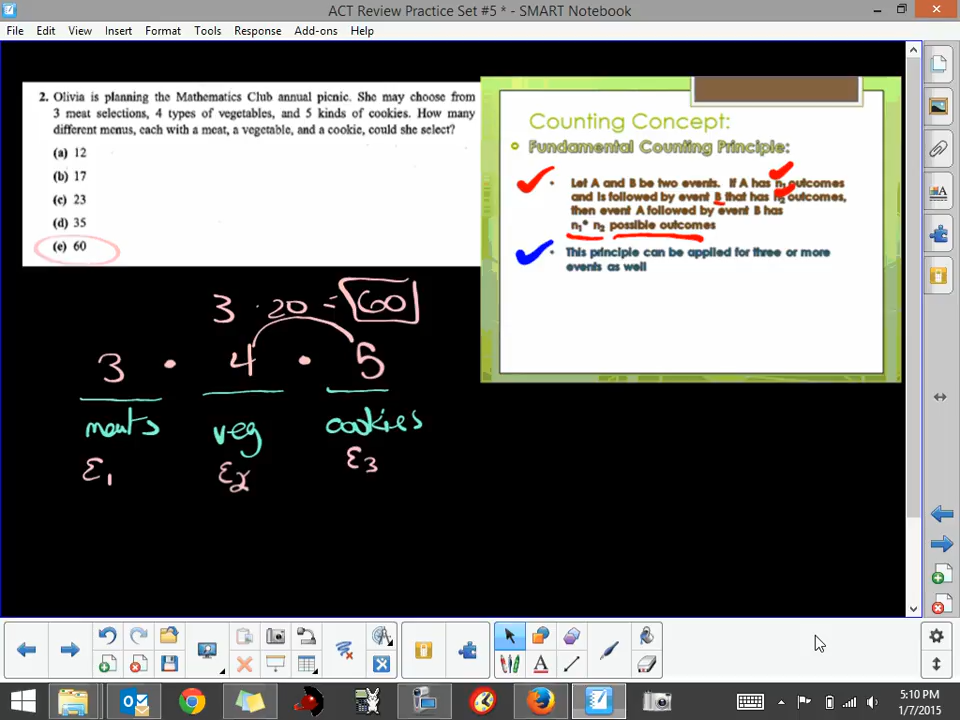 ACT Review Practice Set #5 * - SMART Notebook
File Edit View Insert Format Tools Response Add-ons Help
2. Olivia is planning the Mathematics Club annual picnic. She may choose from
3 meat selections, 4 types of vegetables, and 5 kinds of cookies. How many
different menus, each with a meat, a vegetable, and a cookie, could she select?
(a) 12
(b) 17
(c) 23
(d) 35
(e) 60
Counting Concept:
Fundamental Counting Principle:
Let A and B be two events. If A has n₁ outcomes
and is followed by event B that has n₂ outcomes,
then event A followed by event B has
n₁* n₂ possible outcomes
This principle can be applied for three or more
events as well
3 · 20 = 60
3 · 4 · 5
meats veg cookies
ε₁ ε₂ ε₃
5:10 PM
1/7/2015